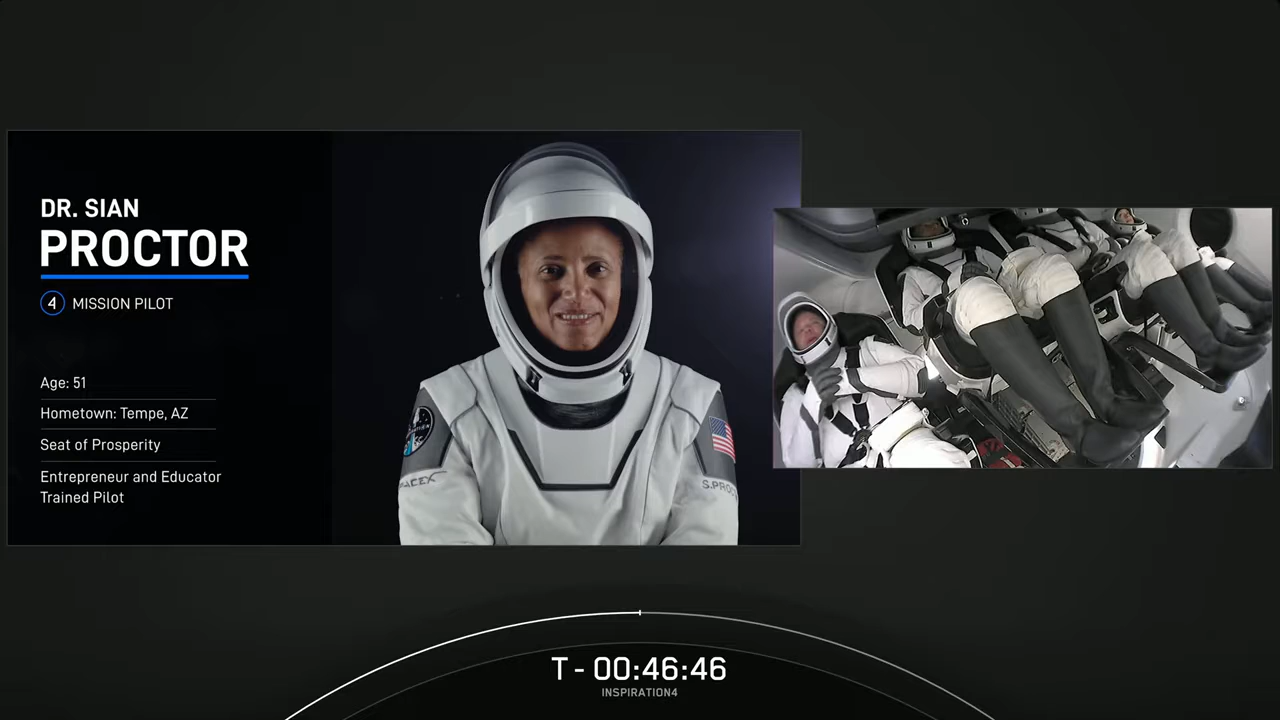 DR. SIAN
PROCTOR
4 MISSION PILOT
Age: 51
Hometown: Tempe, AZ
Seat of Prosperity
Entrepreneur and Educator
Trained Pilot
S.PROC
T- 00:46:46
INSPIRATION4